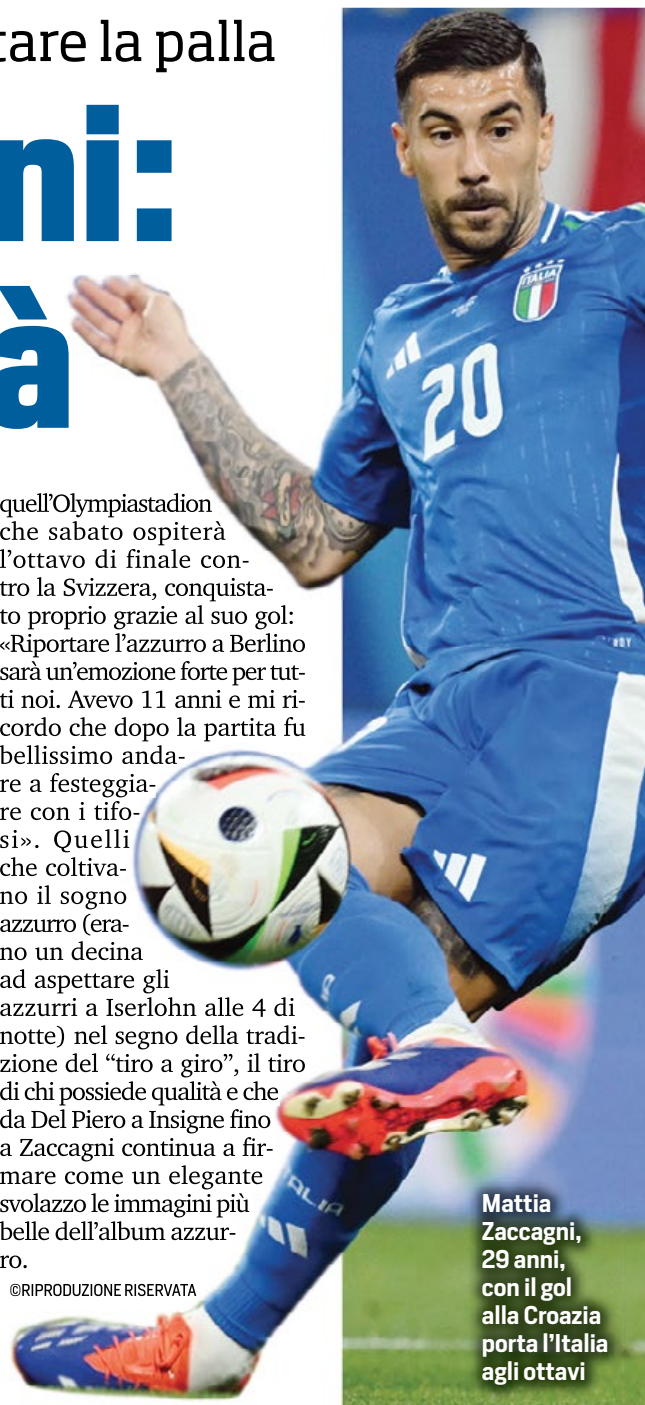 tare la palla
ni:
à
quell’Olympiastadion
che sabato ospiterà
l’ottavo di finale con-
tro la Svizzera, conquista-
to proprio grazie al suo gol:
«Riportare l’azzurro a Berlino
sarà un’emozione forte per tut-
ti noi. Avevo 11 anni e mi ri-
cordo che dopo la partita fu
bellissimo anda-
re a festeggia-
re con i tifo-
si». Quelli
che coltiva-
no il sogno
azzurro (era-
no un decina
ad aspettare gli
azzurri a Iserlohn alle 4 di
notte) nel segno della tradi-
zione del “tiro a giro”, il tiro
di chi possiede qualità e che
da Del Piero a Insigne fino
a Zaccagni continua a fir-
mare come un elegante
svolazzo le immagini più
belle dell’album azzur-
ro.
©RIPRODUZIONE RISERVATA
ITALIA
20
ITALIA
Mattia
Zaccagni,
29 anni,
con il gol
alla Croazia
porta l’Italia
agli ottavi